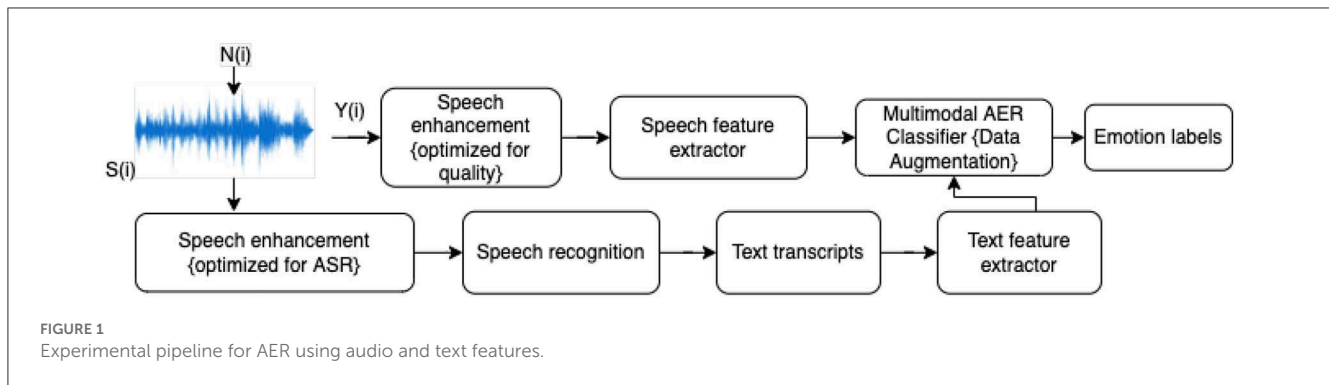 N(i)
S(i)
Y(i)
Speech
enhancement
{optimized for
quality}
Speech feature
extractor
Multimodal AER
Classifier {Data
Augmentation}
Emotion labels
Speech enhancement
{optimized for ASR}
Speech recognition
Text transcripts
Text feature
extractor
FIGURE 1
Experimental pipeline for AER using audio and text features.